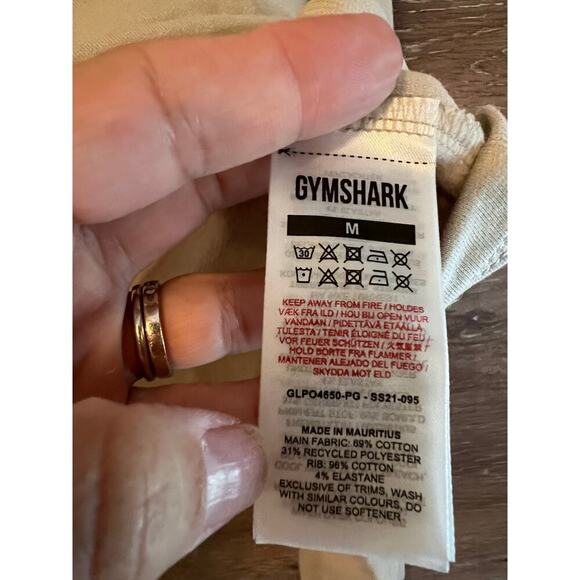 GYMSHARK
M
30
KEEP AWAY FROM FIRE / HOLDES
VÆK FRA ILD / HOU BIJ OPEN VUUR
VANDAAN / PIDETTÄVÄ ETÄÄLLÄ
TULESTA / TENIR ÉLOIGNÉ DU FEU
VOR FEUER SCHÜTZEN /
HOLD BORTE FRA FLAMMER /
MANTENER ALEJADO DEL FUEGO /
SKYDDA MOT ELD
GLPO4650-PG - SS21-095
MADE IN MAURITIUS
MAIN FABRIC: 69% COTTON
31% RECYCLED POLYESTER
RIB: 96% COTTON
4% ELASTANE
EXCLUSIVE OF TRIMS, WASH
WITH SIMILAR COLOURS, DO
NOT USE SOFTENER